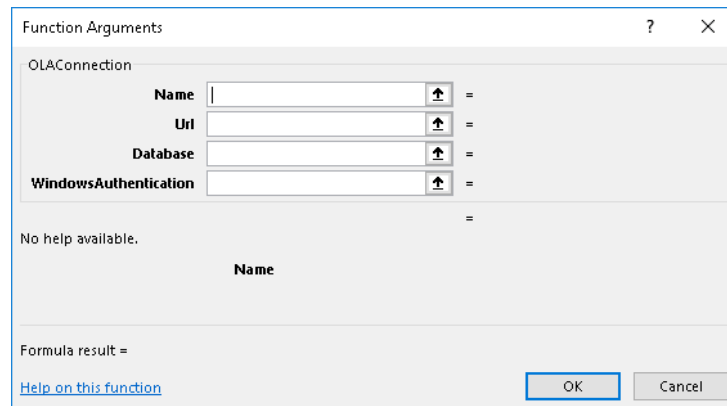 Function Arguments ? ×
OLAConnection
Name =
Url =
Database =
WindowsAuthentication =
=
No help available.
Name
Formula result =
Help on this function OK Cancel